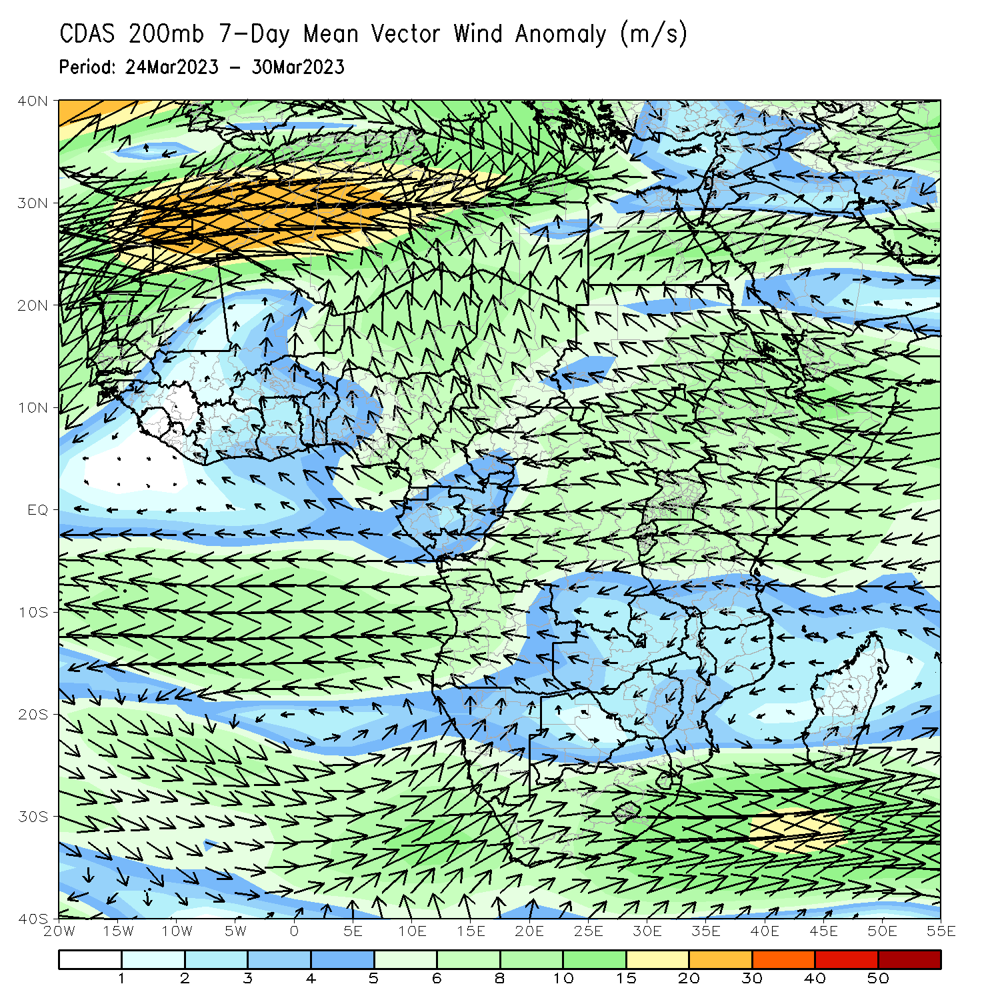 CDAS 200mb 7-Day Mean Vector Wind Anomaly (m/s)
Period: 24Mar2023 - 30Mar2023
40N
30N
20N
10N
EQ
10S
20S
30S
40S
20W 15W 10W 5W 0 5E 10E 15E 20E 25E 30E 35E 40E 45E 50E 55E
1 2 3 4 5 6 8 10 15 20 30 40 50